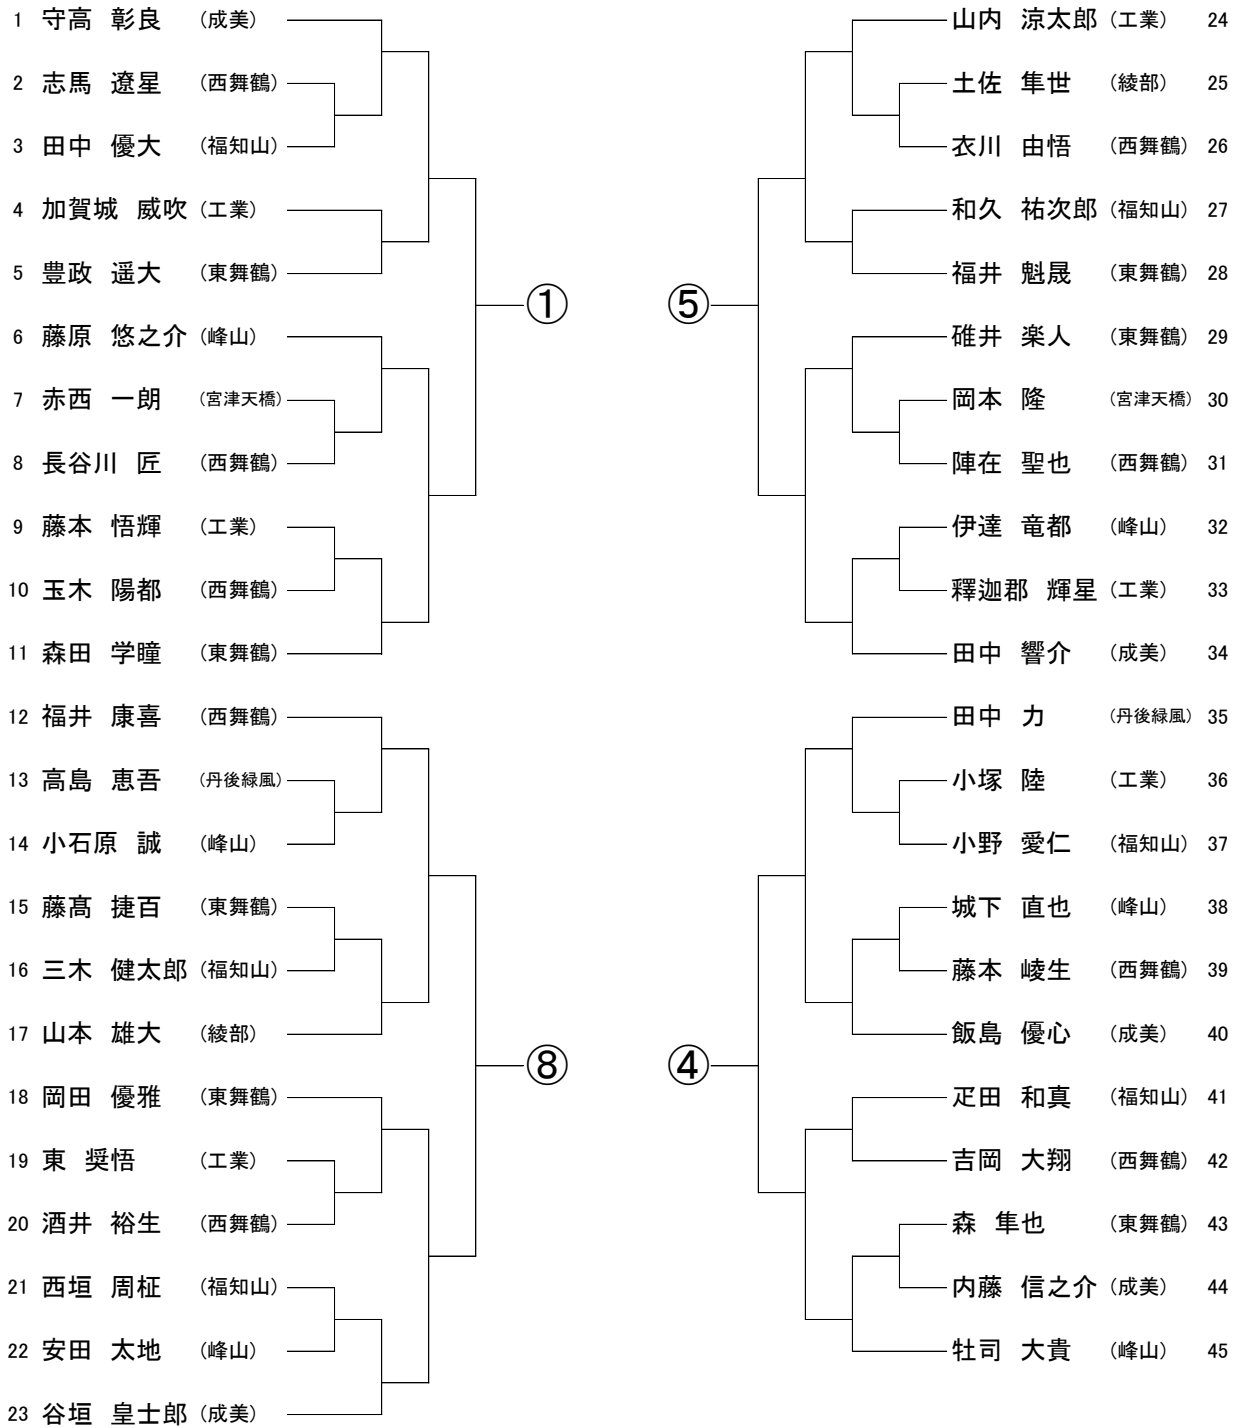 1 守高 彰良 (成美)
2 志馬 遼星 (西舞鶴)
3 田中 優大 (福知山)
4 加賀城 威吹 (工業)
5 豊政 遥大 (東舞鶴)
①
6 藤原 悠之介 (峰山)
7 赤西 一朗 (宮津天橋)
8 長谷川 匠 (西舞鶴)
9 藤本 悟輝 (工業)
10 玉木 陽都 (西舞鶴)
11 森田 学瞳 (東舞鶴)
12 福井 康喜 (西舞鶴)
13 高島 恵吾 (丹後緑風)
14 小石原 誠 (峰山)
15 藤髙 捷百 (東舞鶴)
16 三木 健太郎 (福知山)
17 山本 雄大 (綾部)
⑧
18 岡田 優雅 (東舞鶴)
19 東 奨悟 (工業)
20 酒井 裕生 (西舞鶴)
21 西垣 周柾 (福知山)
22 安田 太地 (峰山)
23 谷垣 皇士郎 (成美)
山内 涼太郎 (工業) 24
土佐 隼世 (綾部) 25
衣川 由悟 (西舞鶴) 26
和久 祐次郎 (福知山) 27
福井 魁晟 (東舞鶴) 28
⑤
碓井 楽人 (東舞鶴) 29
岡本 隆 (宮津天橋) 30
陣在 聖也 (西舞鶴) 31
伊達 竜都 (峰山) 32
釋迦郡 輝星 (工業) 33
田中 響介 (成美) 34
田中 力 (丹後緑風) 35
小塚 陸 (工業) 36
小野 愛仁 (福知山) 37
城下 直也 (峰山) 38
藤本 崚生 (西舞鶴) 39
飯島 優心 (成美) 40
④
疋田 和真 (福知山) 41
吉岡 大翔 (西舞鶴) 42
森 隼也 (東舞鶴) 43
内藤 信之介 (成美) 44
牡司 大貴 (峰山) 45